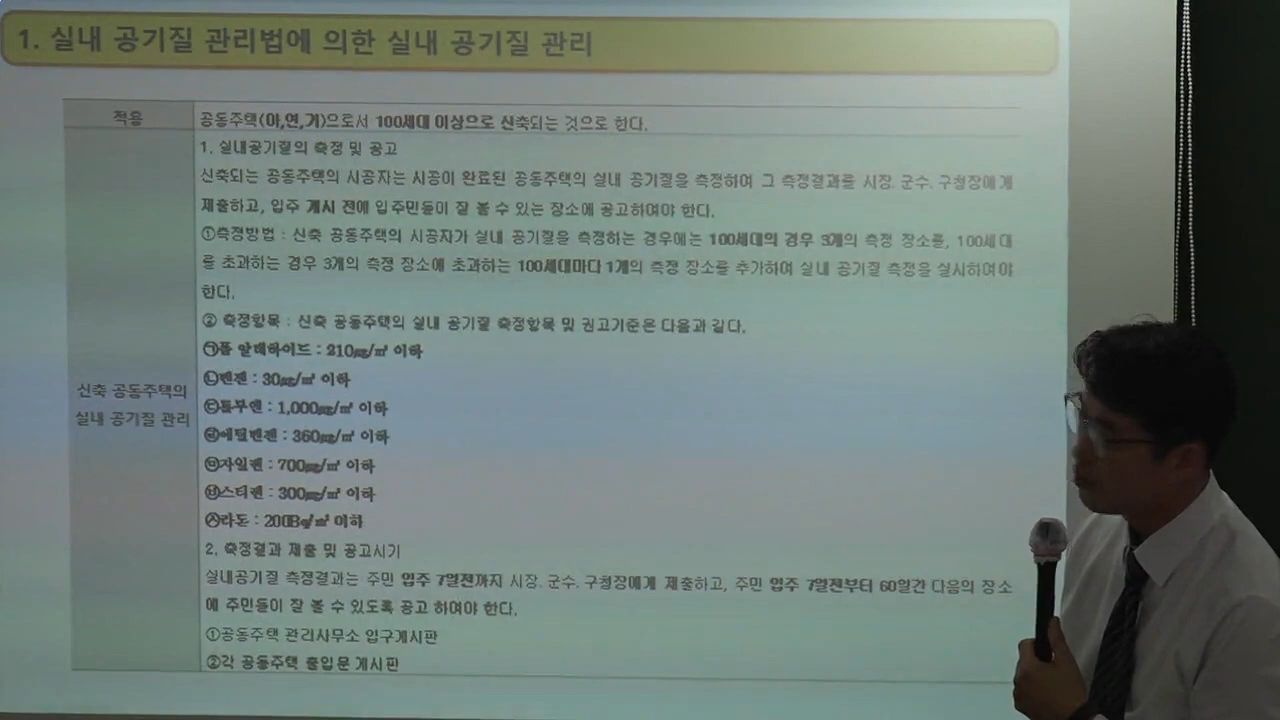 1. 실내 공기질 관리법에 의한 실내 공기질 관리
적용
공동주택(아,연,기)으로서 100세대 이상으로 신축되는 것으로 한다.
신축 공동주택의
실내 공기질 관리
1. 실내공기질의 측정 및 공고
신축되는 공동주택의 시공자는 시공이 완료된 공동주택의 실내 공기질을 측정하여 그 측정결과를 시장. 군수. 구청장에게
제출하고, 입주 개시 전에 입주민들이 잘 볼 수 있는 장소에 공고하여야 한다.
①측정방법 : 신축 공동주택의 시공자가 실내 공기질을 측정하는 경우에는 100세대의 경우 3개의 측정 장소를, 100세대
를 초과하는 경우 3개의 측정 장소에 초과하는 100세대마다 1개의 측정 장소를 추가하여 실내 공기질 측정을 실시하여야
한다.
② 측정항목 : 신축 공동주택의 실내 공기질 측정항목 및 권고기준은 다음과 같다.
㉠폼 알데하이드 : 210㎍/㎥ 이하
㉡벤젠 : 30㎍/㎥ 이하
㉢톨루엔 : 1,000㎍/㎥ 이하
㉣에틸벤젠 : 360㎍/㎥ 이하
㉤자일렌 : 700㎍/㎥ 이하
㉥스티렌 : 300㎍/㎥ 이하
㉦라돈 : 200Bq/㎥ 이하
2. 측정결과 제출 및 공고시기
실내공기질 측정결과는 주민 입주 7일전까지 시장. 군수. 구청장에게 제출하고, 주민 입주 7일전부터 60일간 다음의 장소
에 주민들이 잘 볼 수 있도록 공고 하여야 한다.
①공동주택 관리사무소 입구게시판
②각 공동주택 출입문 게시판